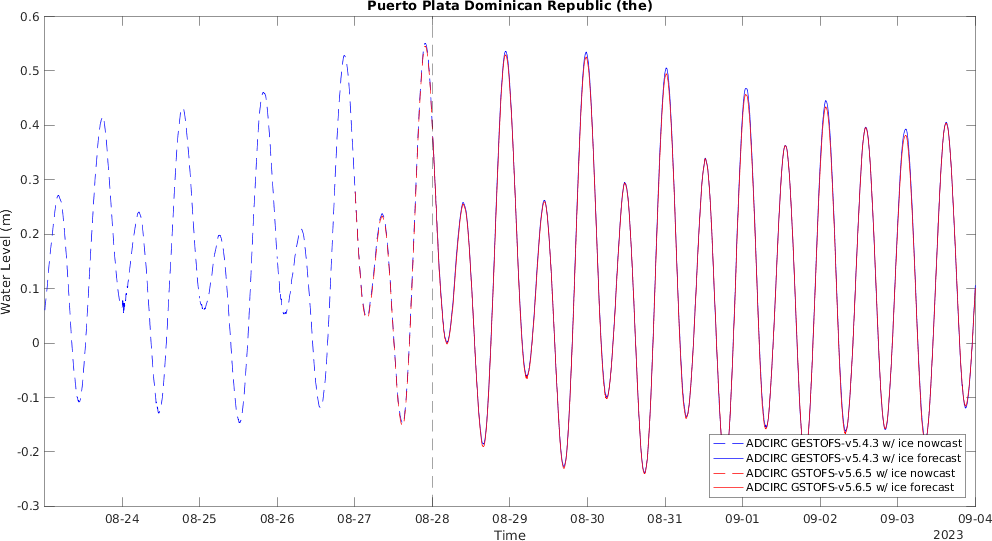 Puerto Plata Dominican Republic (the)
0.6
0.5
0.4
0.3
0.2
0.1
0
-0.1
-0.2
-0.3
Water Level (m)
ADCIRC GESTOFS-v5.4.3 w/ ice nowcast
ADCIRC GESTOFS-v5.4.3 w/ ice forecast
ADCIRC GSTOFS-v5.6.5 w/ ice nowcast
ADCIRC GSTOFS-v5.6.5 w/ ice forecast
08-24 08-25 08-26 08-27 08-28 08-29 08-30 08-31 09-01 09-02 09-03 09-04
Time
2023